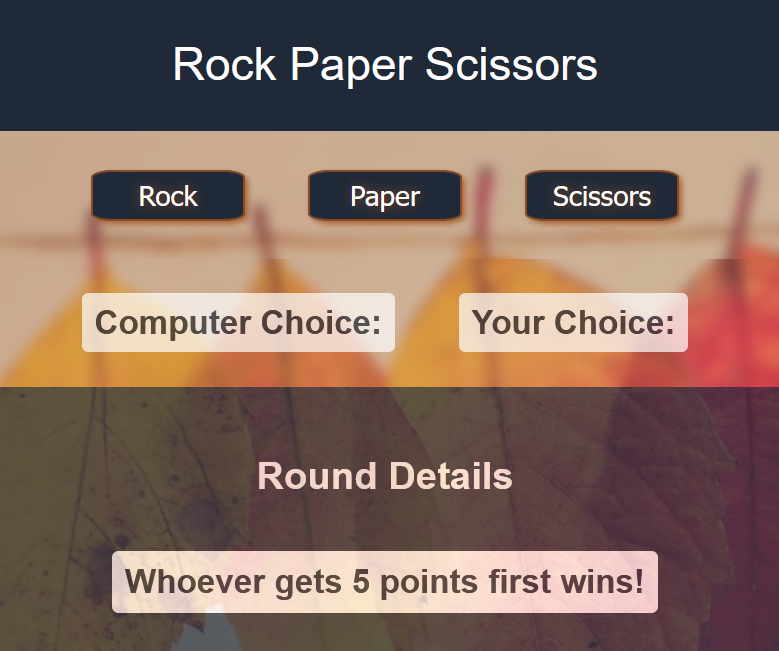 Rock Paper Scissors
Rock Paper Scissors
Computer Choice: Your Choice:
Round Details
Whoever gets 5 points first wins!